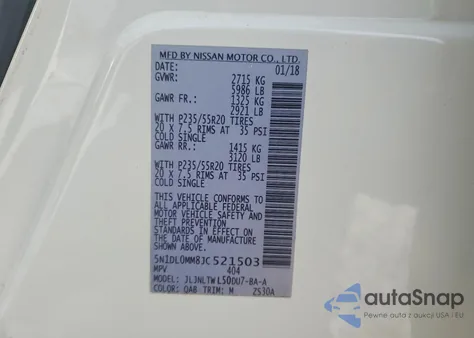 MFD BY NISSAN MOTOR CO., LTD.
DATE: 01/18
GVWR: 2715 KG
5986 LB
GAWR FR.: 1325 KG
2921 LB
WITH P235/55R20 TIRES
20 X 7.5 RIMS AT 35 PSI
COLD SINGLE
GAWR RR.: 1415 KG
3120 LB
WITH P235/55R20 TIRES
20 X 7.5 RIMS AT 35 PSI
COLD SINGLE
THIS VEHICLE CONFORMS TO
ALL APPLICABLE FEDERAL
MOTOR VEHICLE SAFETY AND
THEFT PREVENTION
STANDARDS IN EFFECT ON
THE DATE OF MANUFACTURE
SHOWN ABOVE.
5N1DL0MM8JC521503
MPV 404
MODEL: JLJNLTW L50DU7-BA-A
COLOR: QAB TRIM: M 2530A
autoSnap
Pewne auta z aukcji w USA